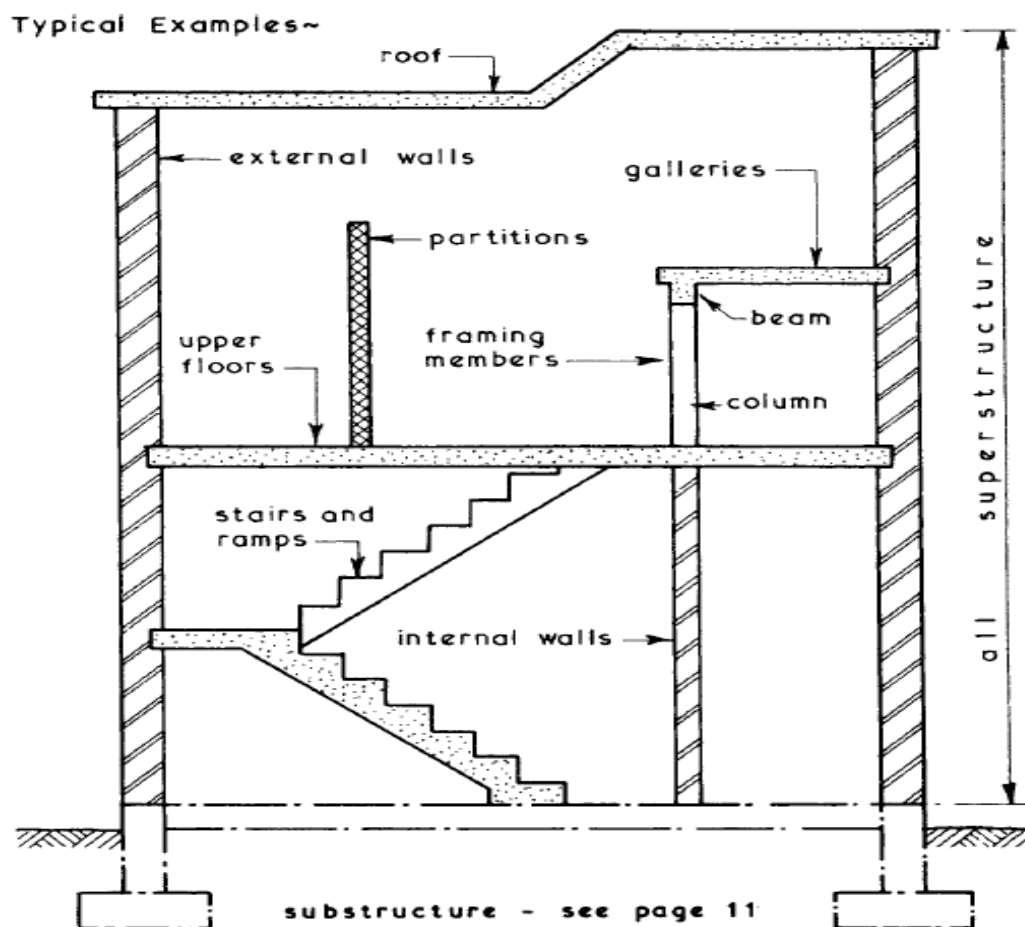 Typical Examples~
roof
external walls
galleries
partitions
beam
upper
floors
framing
members
column
stairs and
ramps
internal walls
all superstructure
substructure - see page 11